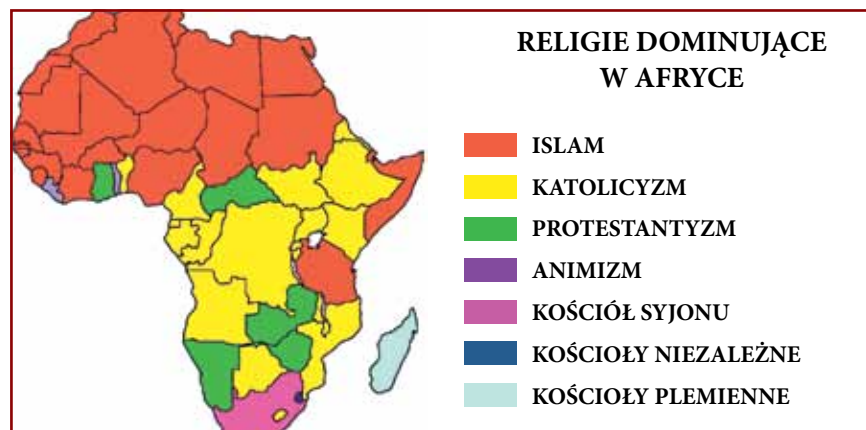 RELIGIE DOMINUJĄCE
W AFRYCE
ISLAM
KATOLICYZM
PROTESTANTYZM
ANIMIZM
KOŚCIÓŁ SYJONU
KOŚCIOŁY NIEZALEŻNE
KOŚCIOŁY PLEMIENNE